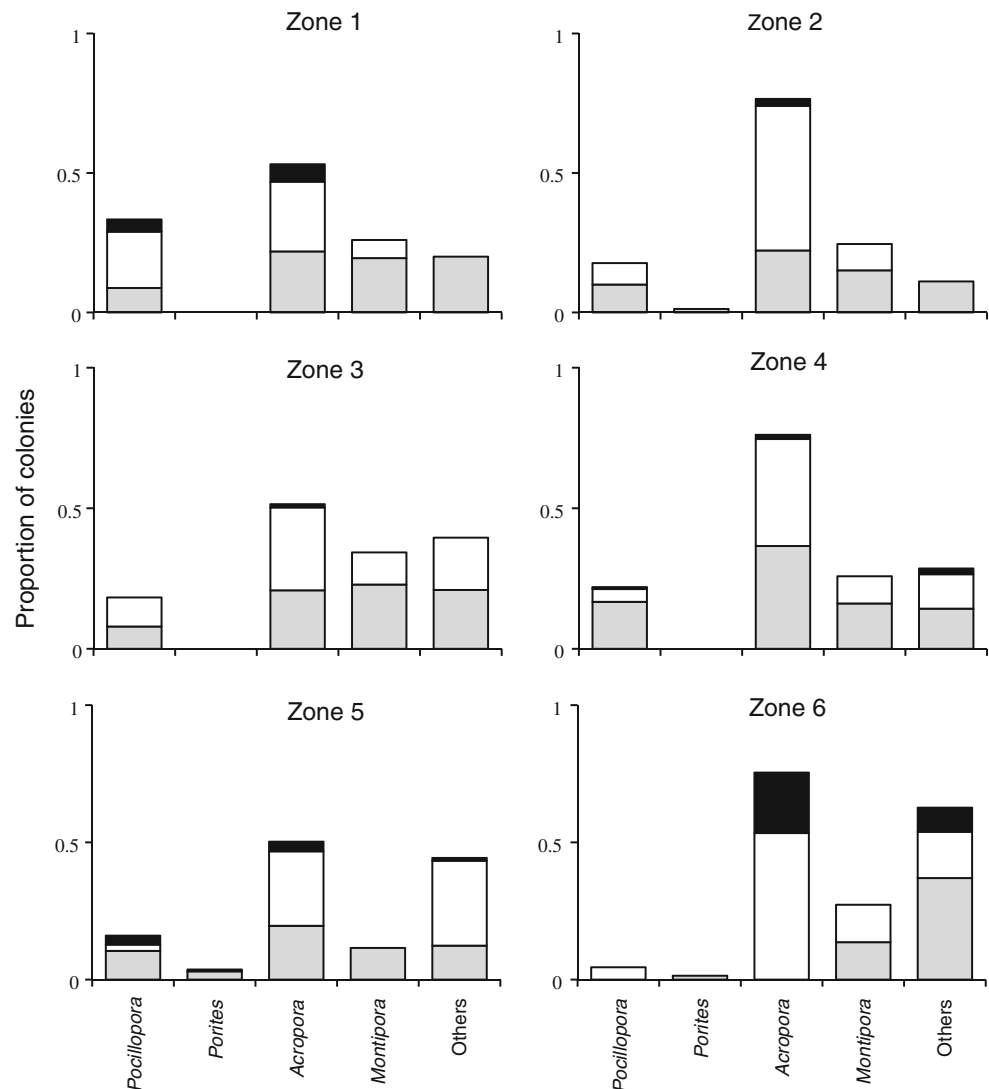 Zone 1
1
0.5
0
Zone 2
1
0.5
0
Proportion of colonies
Zone 3
1
0.5
0
Zone 4
1
0.5
0
Zone 5
1
0.5
0
Pocillopora
Porites
Acropora
Montipora
Others
Zone 6
1
0.5
0
Pocillopora
Porites
Acropora
Montipora
Others